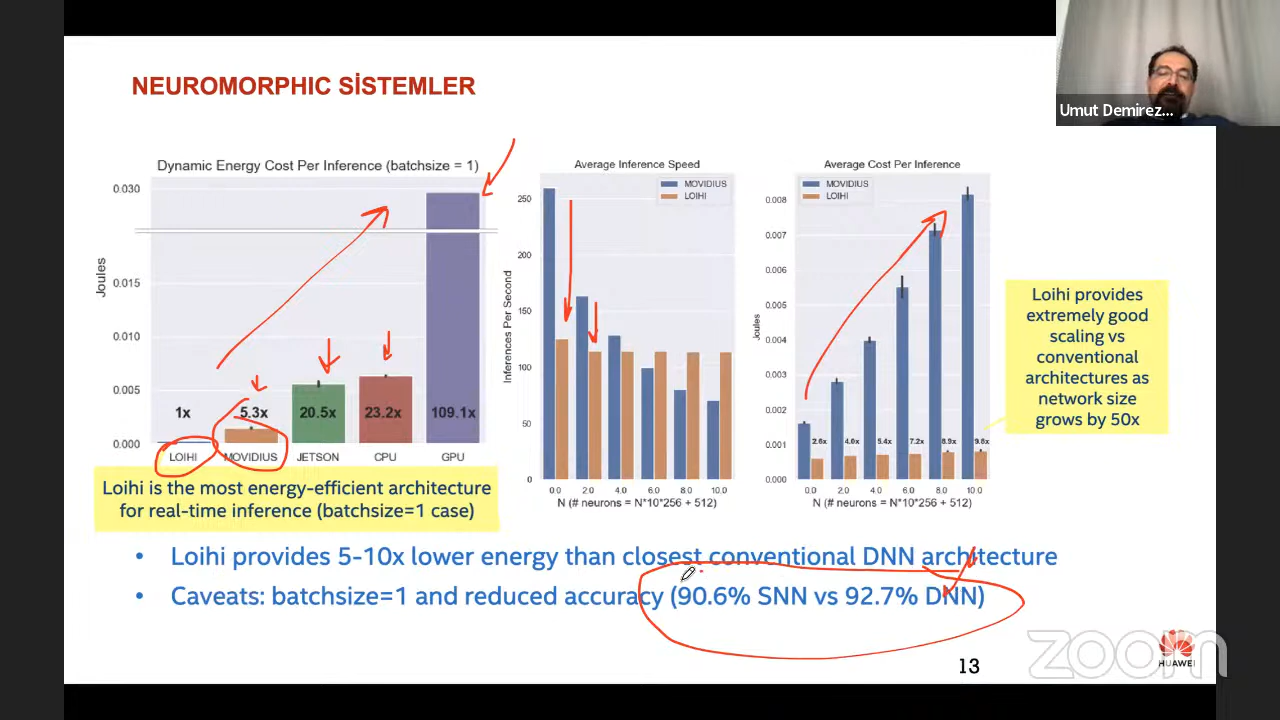 Umut Demirez...
NEUROMORPHIC SİSTEMLER
Dynamic Energy Cost Per Inference (batchsize = 1)
Joules
0.030
0.015
0.010
0.005
0.000
1x
5.3x
20.5x
23.2x
109.1x
LOIHI
MOVIDIUS
JETSON
CPU
GPU
Loihi is the most energy-efficient architecture
for real-time inference (batchsize=1 case)
Average Inference Speed
MOVIDIUS
LOIHI
Inferences Per Second
250
200
150
100
50
0
0.0 2.0 4.0 6.0 8.0 10.0
N (# neurons = N*10*256 + 512)
Average Cost Per Inference
MOVIDIUS
LOIHI
Joules
0.008
0.007
0.006
0.005
0.004
0.003
0.002
0.001
0.000
2.6x 4.0x 5.4x 7.2x 8.9x 9.8x
0.0 2.0 4.0 6.0 8.0 10.0
N (# neurons = N*10*256 + 512)
Loihi provides
extremely good
scaling vs
conventional
architectures as
network size
grows by 50x
• Loihi provides 5-10x lower energy than closest conventional DNN architecture
• Caveats: batchsize=1 and reduced accuracy (90.6% SNN vs 92.7% DNN)
zoom
HUAWEI
13